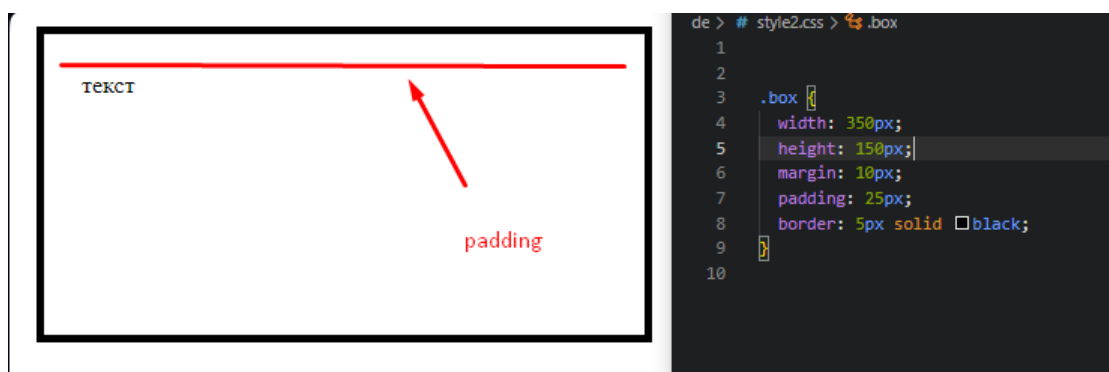 de > # style2.css > .box
текст
padding
1
2
3 .box {
4 width: 350px;
5 height: 150px;
6 margin: 10px;
7 padding: 25px;
8 border: 5px solid black;
9 }
10